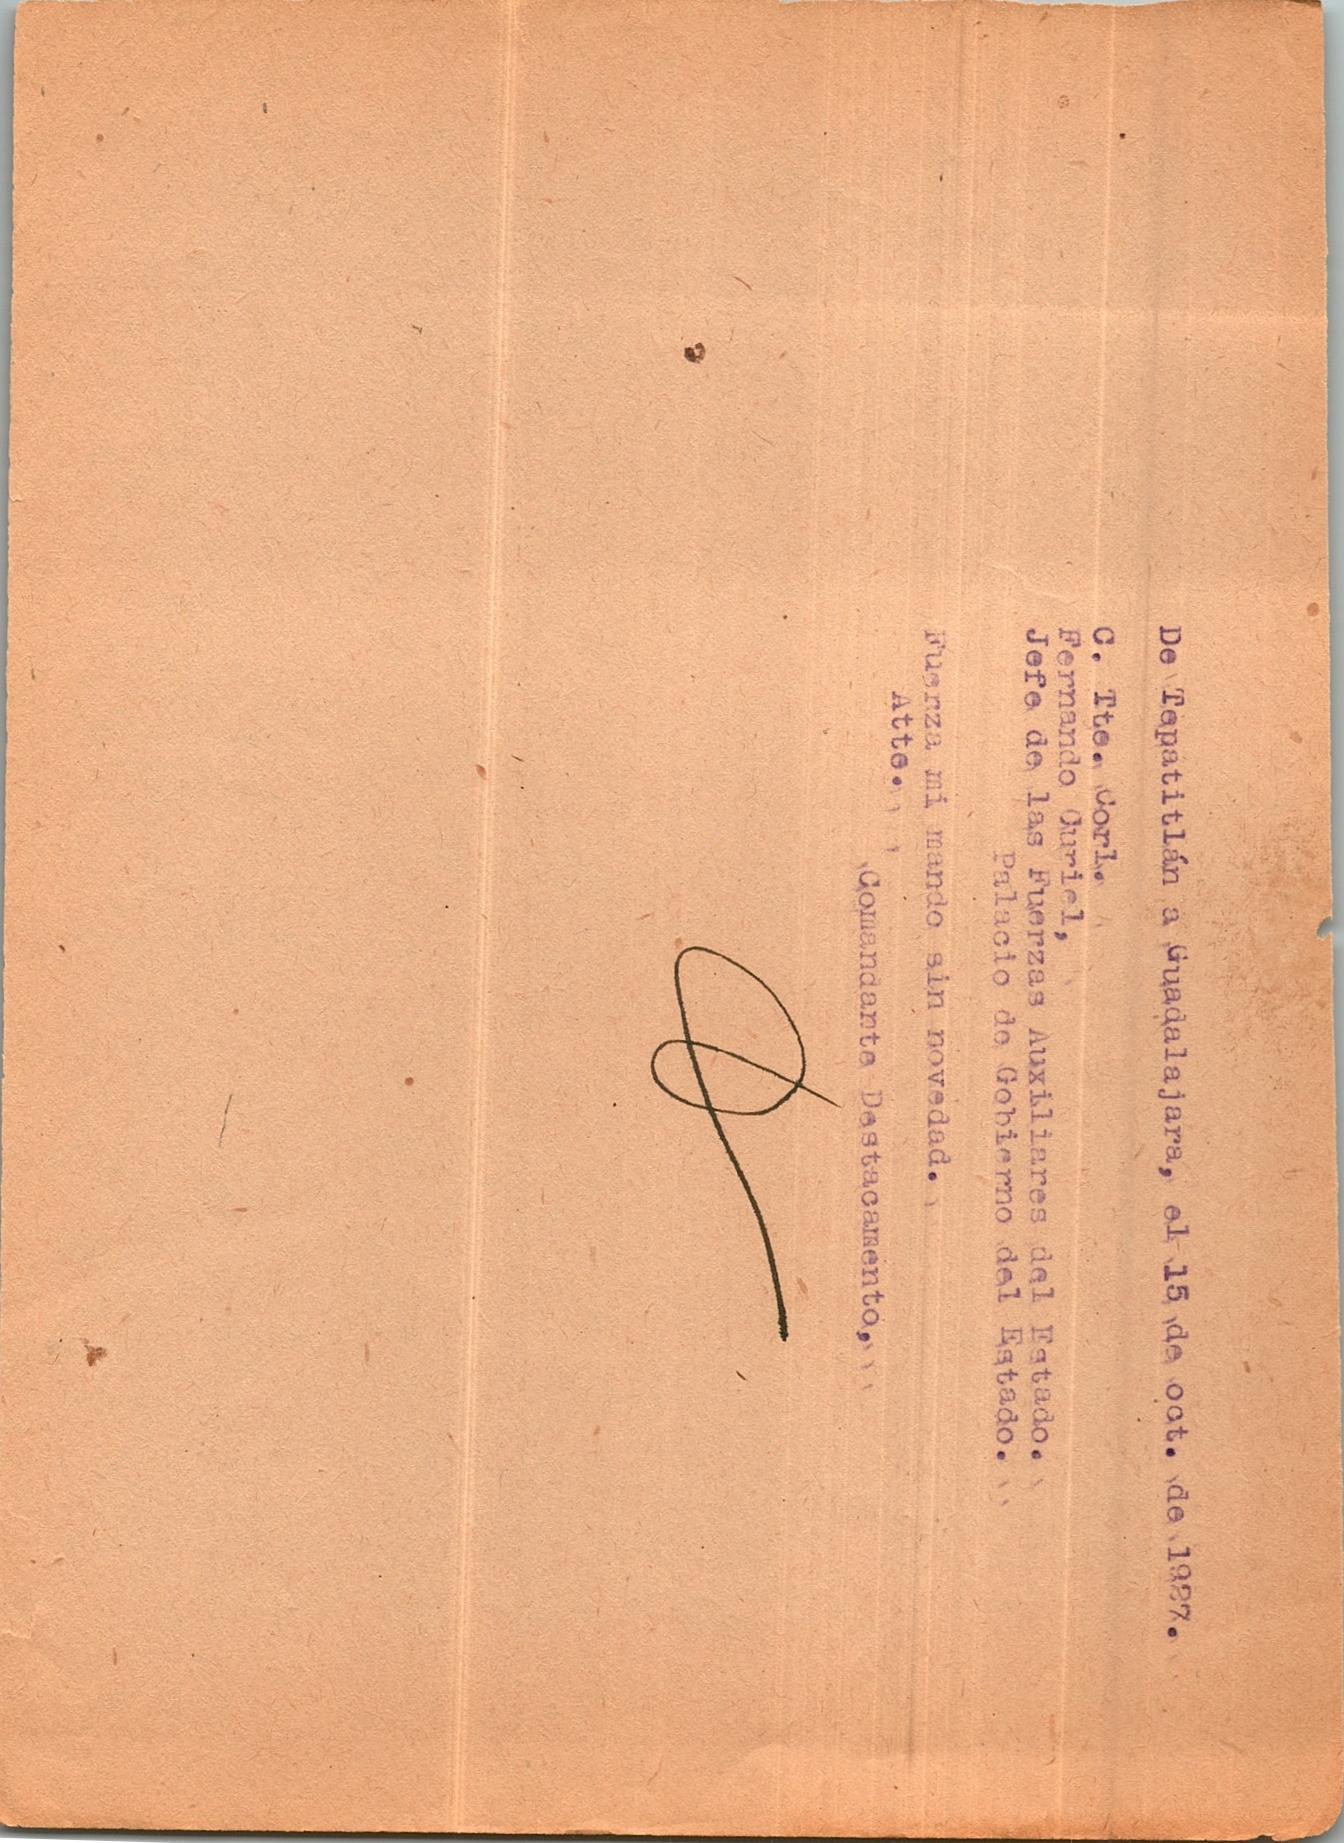 De Tepatitlán a Guadalajara, el 15 de oct. de 1927.
C. Tte. Corl.
Fernando Curiel,
Jefe de las Fuerzas Auxiliares del Estado.
Palacio de Gobierno del Estado.
Fuerza mi mando sin novedad.
Atte.
Comandante Destacamento,